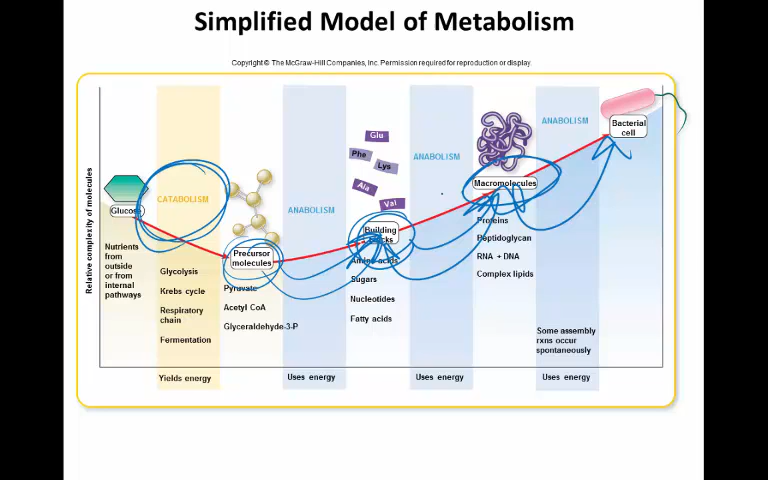 Simplified Model of Metabolism
Copyright © The McGraw-Hill Companies, Inc. Permission required for reproduction or display.
Relative complexity of molecules
Glucose
Nutrients
from
outside
or from
internal
pathways
CATABOLISM
Glycolysis
Krebs cycle
Respiratory
chain
Fermentation
Yields energy
Precursor
molecules
Pyruvate
Acetyl CoA
Glyceraldehyde-3-P
ANABOLISM
Uses energy
Glu
Phe
Lys
Ala
Val
Building
blocks
Amino acids
Sugars
Nucleotides
Fatty acids
ANABOLISM
Uses energy
Macromolecules
Proteins
Peptidoglycan
RNA + DNA
Complex lipids
ANABOLISM
Some assembly
rxns occur
spontaneously
Uses energy
Bacterial
cell